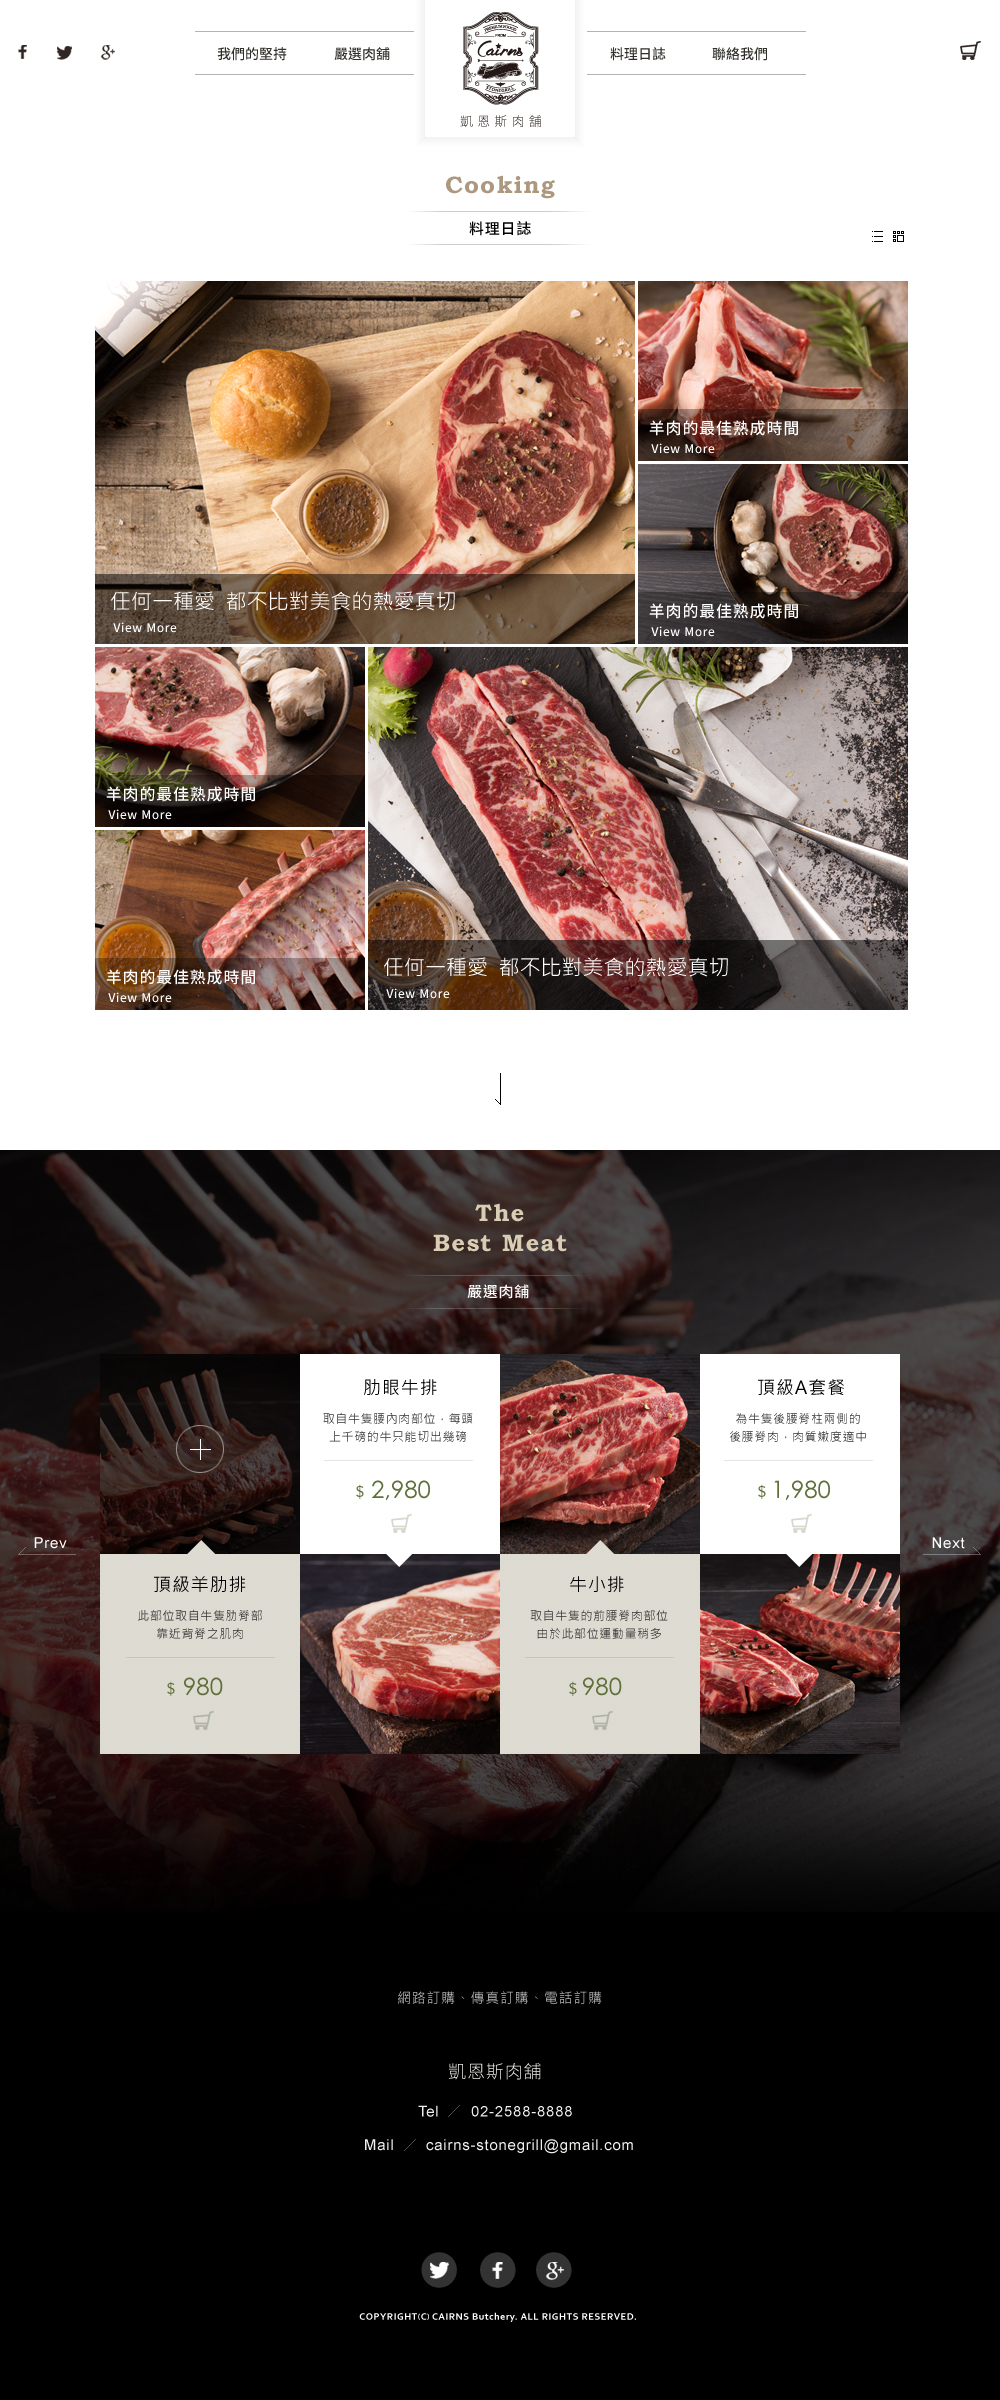 我們的堅持
嚴選肉舖
PREMIUM FOOD
FROM
Cairns
STONEGRILL
凱恩斯肉舖
料理日誌
聯絡我們
Cooking
料理日誌
任何一種愛 都不比對美食的熱愛真切
View More
羊肉的最佳熟成時間
View More
羊肉的最佳熟成時間
View More
羊肉的最佳熟成時間
View More
羊肉的最佳熟成時間
View More
任何一種愛 都不比對美食的熱愛真切
View More
The
Best Meat
嚴選肉舖
肋眼牛排
取自牛隻腰內肉部位，每頭
上千磅的牛只能切出幾磅
$ 2,980
頂級A套餐
為牛隻後腰脊柱兩側的
後腰脊肉，肉質嫩度適中
$ 1,980
Prev
Next
頂級羊肋排
此部位取自牛隻肋脊部
靠近背脊之肌肉
$ 980
牛小排
取自牛隻的前腰脊肉部位
由於此部位運動量稍多
$ 980
網路訂購、傳真訂購、電話訂購
凱恩斯肉舖
Tel ／ 02-2588-8888
Mail ／ cairns-stonegrill@gmail.com
COPYRIGHT(C) CAIRNS Butchery. ALL RIGHTS RESERVED.